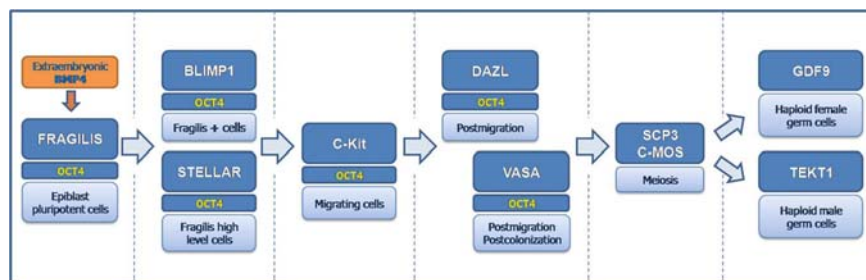 Extraembryonic
BMP4
FRAGILIS
OCT4
Epiblast
pluripotent cells
BLIMP1
OCT4
Fragilis + cells
STELLAR
OCT4
Fragilis high
level cells
C-Kit
OCT4
Migrating cells
DAZL
OCT4
Postmigration
VASA
OCT4
Postmigration
Postcolonization
SCP3
C-MOS
Meiosis
GDF9
Haploid female
germ cells
TEKT1
Haploid male
germ cells